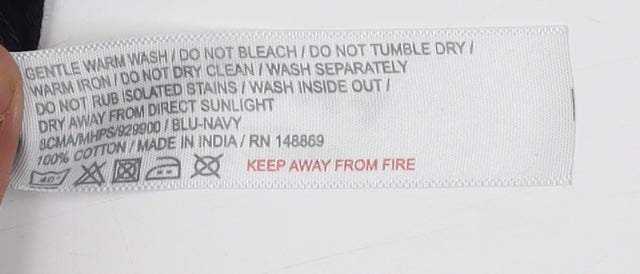 GENTLE WARM WASH / DO NOT BLEACH / DO NOT TUMBLE DRY /
WARM IRON / DO NOT DRY CLEAN / WASH SEPARATELY
DO NOT RUB ISOLATED STAINS / WASH INSIDE OUT /
DRY AWAY FROM DIRECT SUNLIGHT
8CMA/MHPS/929900 / BLU-NAVY
100% COTTON / MADE IN INDIA / RN 148869
40° KEEP AWAY FROM FIRE